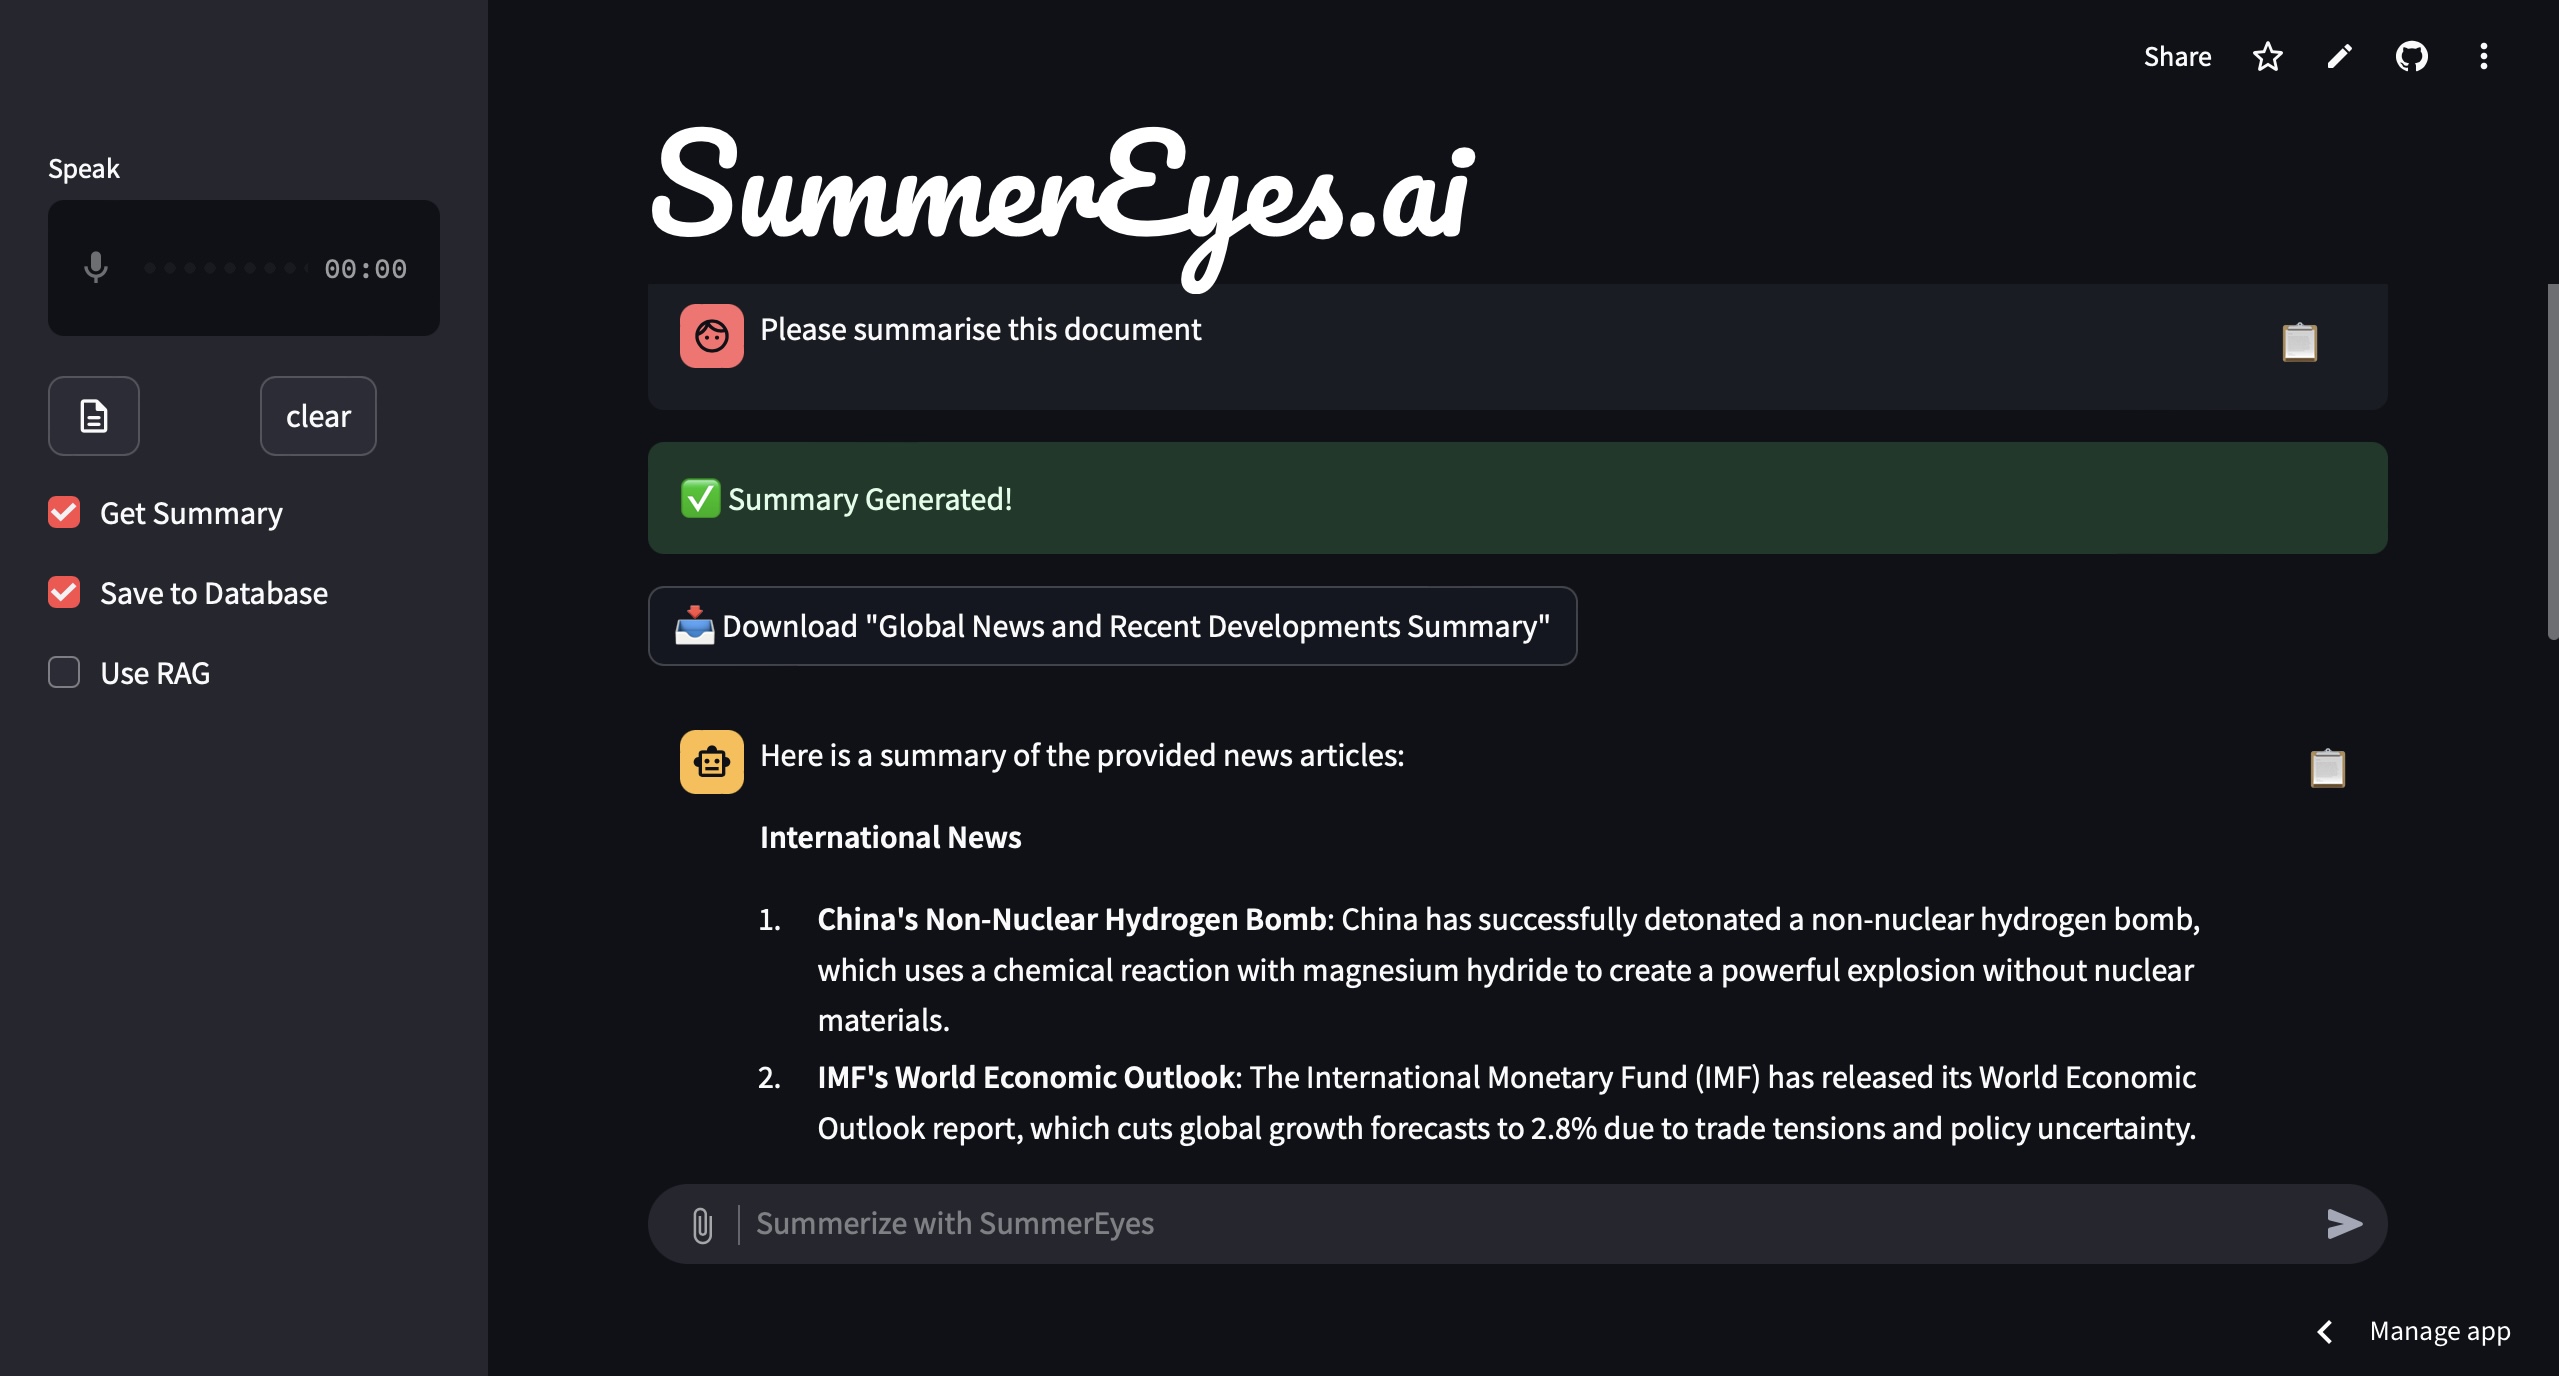 Share
Speak
00:00
clear
Get Summary
Save to Database
Use RAG
SummerEyes.ai
Please summarise this document
Summary Generated!
Download "Global News and Recent Developments Summary"
Here is a summary of the provided news articles:
International News
1. China's Non-Nuclear Hydrogen Bomb: China has successfully detonated a non-nuclear hydrogen bomb,
which uses a chemical reaction with magnesium hydride to create a powerful explosion without nuclear
materials.
2. IMF's World Economic Outlook: The International Monetary Fund (IMF) has released its World Economic
Outlook report, which cuts global growth forecasts to 2.8% due to trade tensions and policy uncertainty.
Summerize with SummerEyes
Manage app